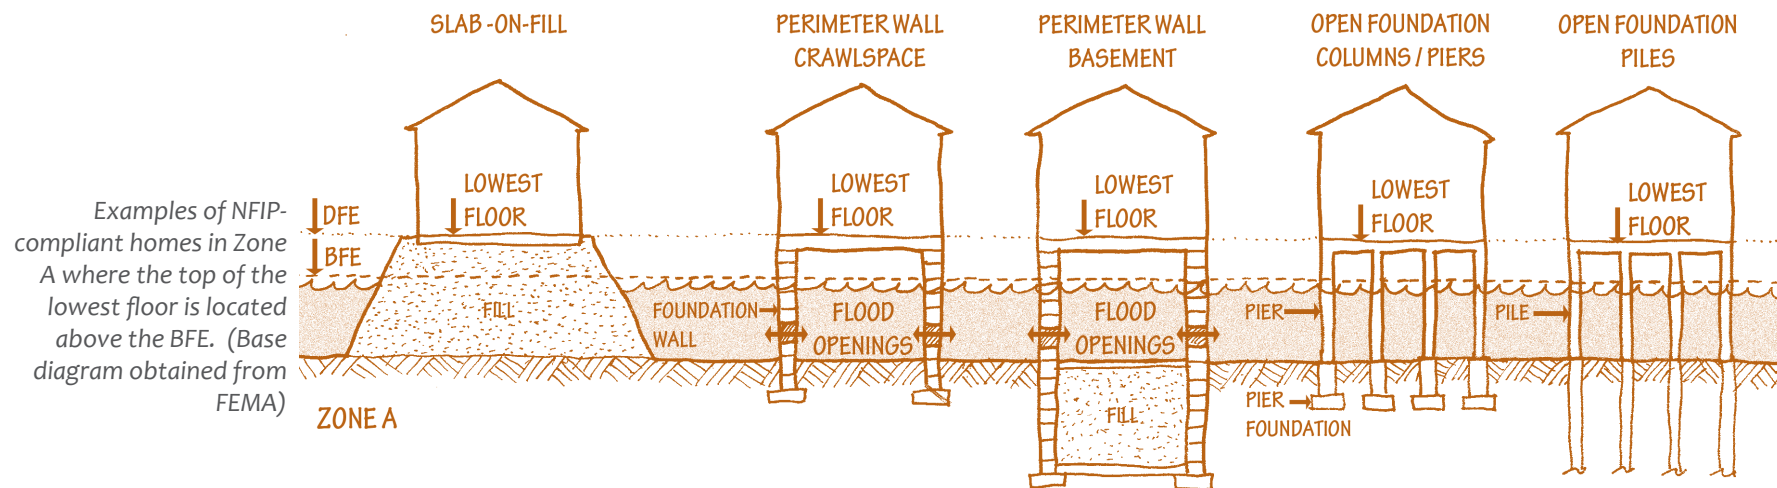 SLAB-ON-FILL
PERIMETER WALL
CRAWLSPACE
PERIMETER WALL
BASEMENT
OPEN FOUNDATION
COLUMNS / PIERS
OPEN FOUNDATION
PILES
Examples of NFIP-
compliant homes in Zone
A where the top of the
lowest floor is located
above the BFE. (Base
diagram obtained from
FEMA)
DFE
BFE
ZONE A
LOWEST
FLOOR
FILL
FOUNDATION
WALL
LOWEST
FLOOR
FLOOD
OPENINGS
LOWEST
FLOOR
FLOOD
OPENINGS
FILL
LOWEST
FLOOR
PIER
PIER
FOUNDATION
LOWEST
FLOOR
PILE